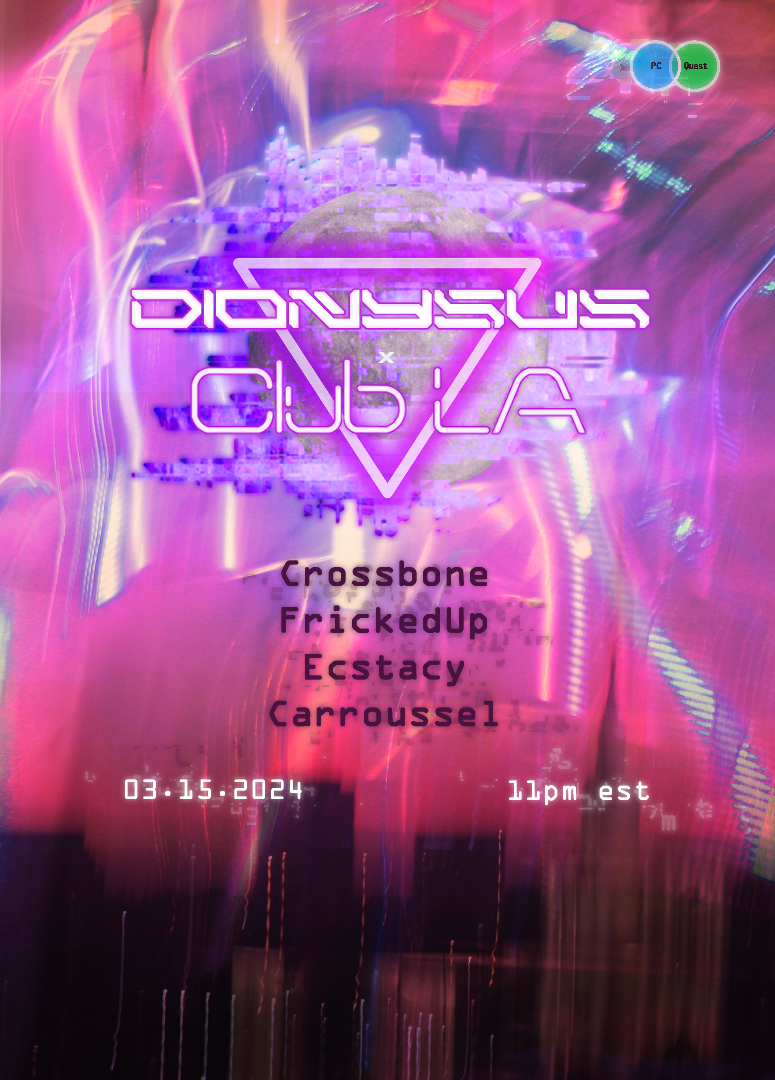 PC Quest
DIONYSUS
x
Club LA
Crossbone
FrickedUp
Ecstacy
Carroussel
03.15.2024 11pm est